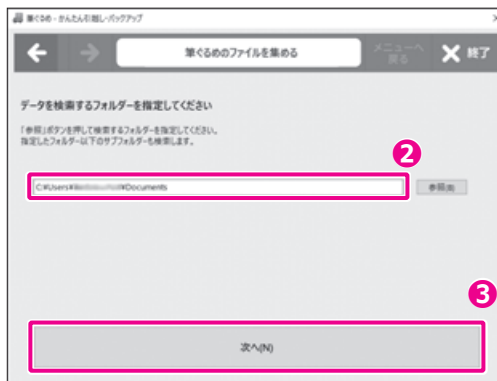 筆ぐるめ - かんたん引越し・バックアップ
筆ぐるめのファイルを集める
メニューへ
戻る
終了
データを検索するフォルダーを指定してください
「参照」ボタンを押して検索するフォルダーを指定してください。
指定したフォルダー以下のサブフォルダーも検索します。
2
C:¥Users¥ ¥Documents
参照
3
次へ(N)